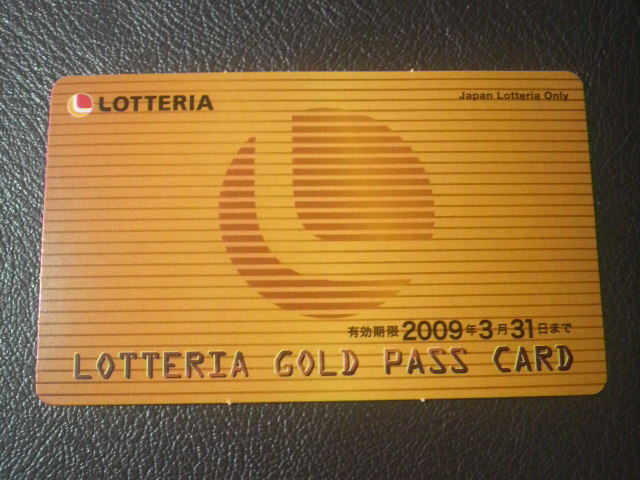 LOTTERIA
Japan Lotteria Only
有効期限 2009年3月31日まで
LOTTERIA GOLD PASS CARD